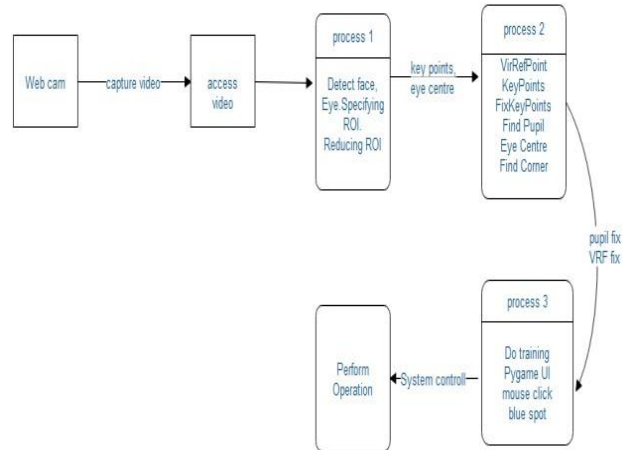 Web cam
capture video
access
video
process 1
Detect face,
Eye.Specifying
ROI.
Reducing ROI
key points,
eye centre
process 2
VirRefPoint
KeyPoints
FixKeyPoints
Find Pupil
Eye Centre
Find Corner
pupil fix
VRF fix
process 3
Do training
Pygame UI
mouse click
blue spot
System controll
Perform
Operation